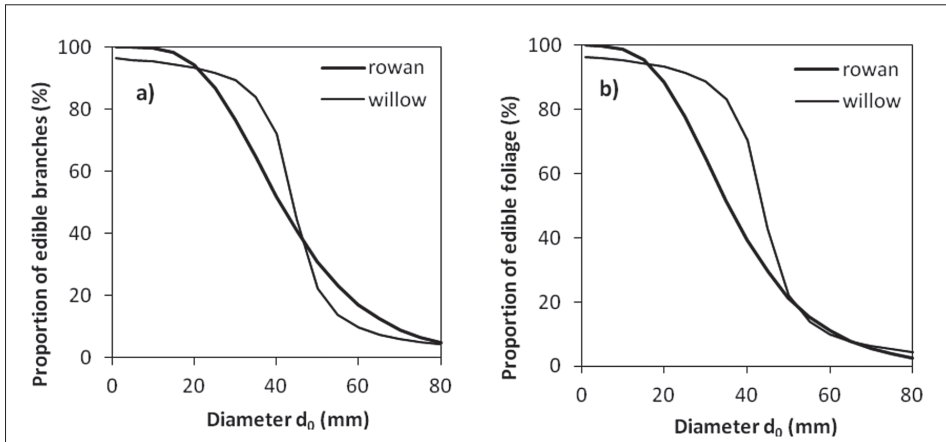 Proportion of edible branches (%)
100
80
60
40
20
0
a)
rowan
willow
0 20 40 60 80
Diameter d₀ (mm)
Proportion of edible foliage (%)
100
80
60
40
20
0
b)
rowan
willow
0 20 40 60 80
Diameter d₀ (mm)